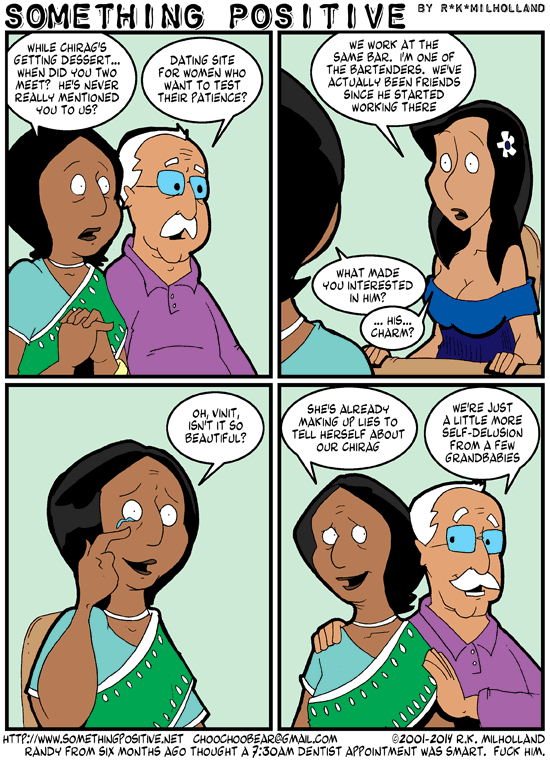 SOMETHING POSITIVE BY R*K*MILHOLLAND
WHILE CHIRAG'S
GETTING DESSERT...
WHEN DID YOU TWO
MEET? HE'S NEVER
REALLY MENTIONED
YOU TO US?
DATING SITE
FOR WOMEN WHO
WANT TO TEST
THEIR PATIENCE?
WE WORK AT THE
SAME BAR. I'M ONE OF
THE BARTENDERS. WE'VE
ACTUALLY BEEN FRIENDS
SINCE HE STARTED
WORKING THERE
WHAT MADE
YOU INTERESTED
IN HIM?
... HIS...
CHARM?
OH, VINIT,
ISN'T IT SO
BEAUTIFUL?
SHE'S ALREADY
MAKING UP LIES TO
TELL HERSELF ABOUT
OUR CHIRAG
WE'RE JUST
A LITTLE MORE
SELF-DELUSION
FROM A FEW
GRANDBABIES
HTTP://WWW.SOMETHINGPOSITIVE.NET CHOOCHOOBEAR@GMAIL.COM ©2001-2014 R.K. MILHOLLAND
RANDY FROM SIX MONTHS AGO THOUGHT A 7:30AM DENTIST APPOINTMENT WAS SMART. FUCK HIM.